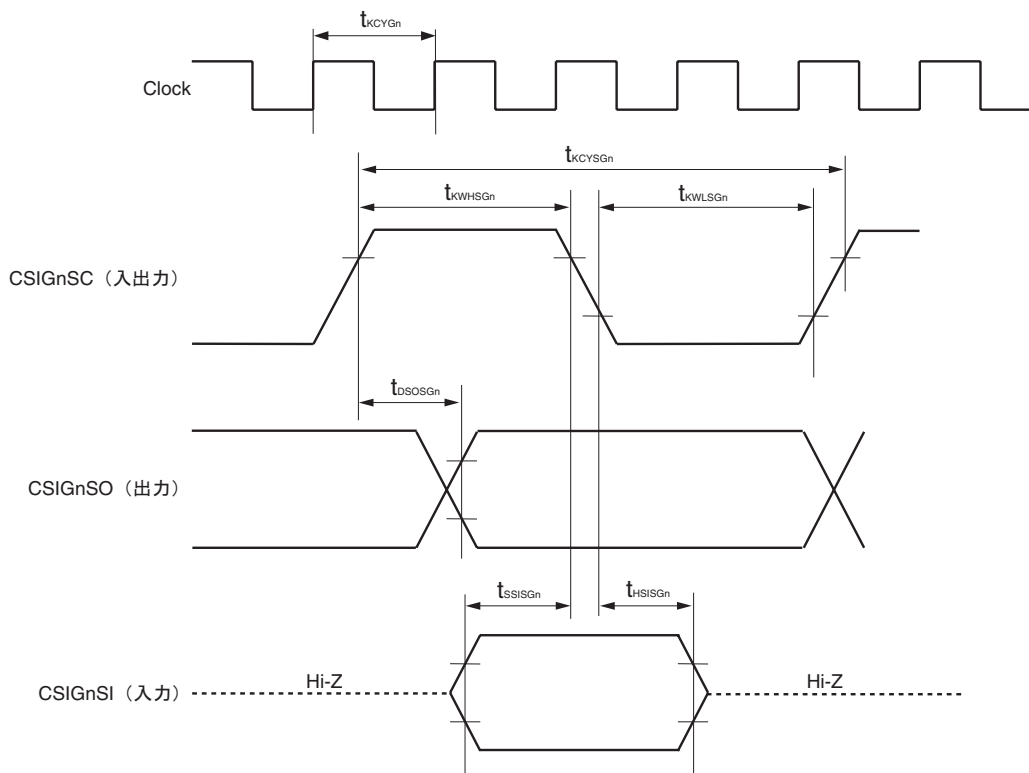 tKCYGn
Clock
tKCYSGn
tKWHSGn
tKWLSGn
CSIGnSC（入出力）
tDSOSGn
CSIGnSO（出力）
tSSISGn
tHSISGn
CSIGnSI（入力）
Hi-Z
Hi-Z